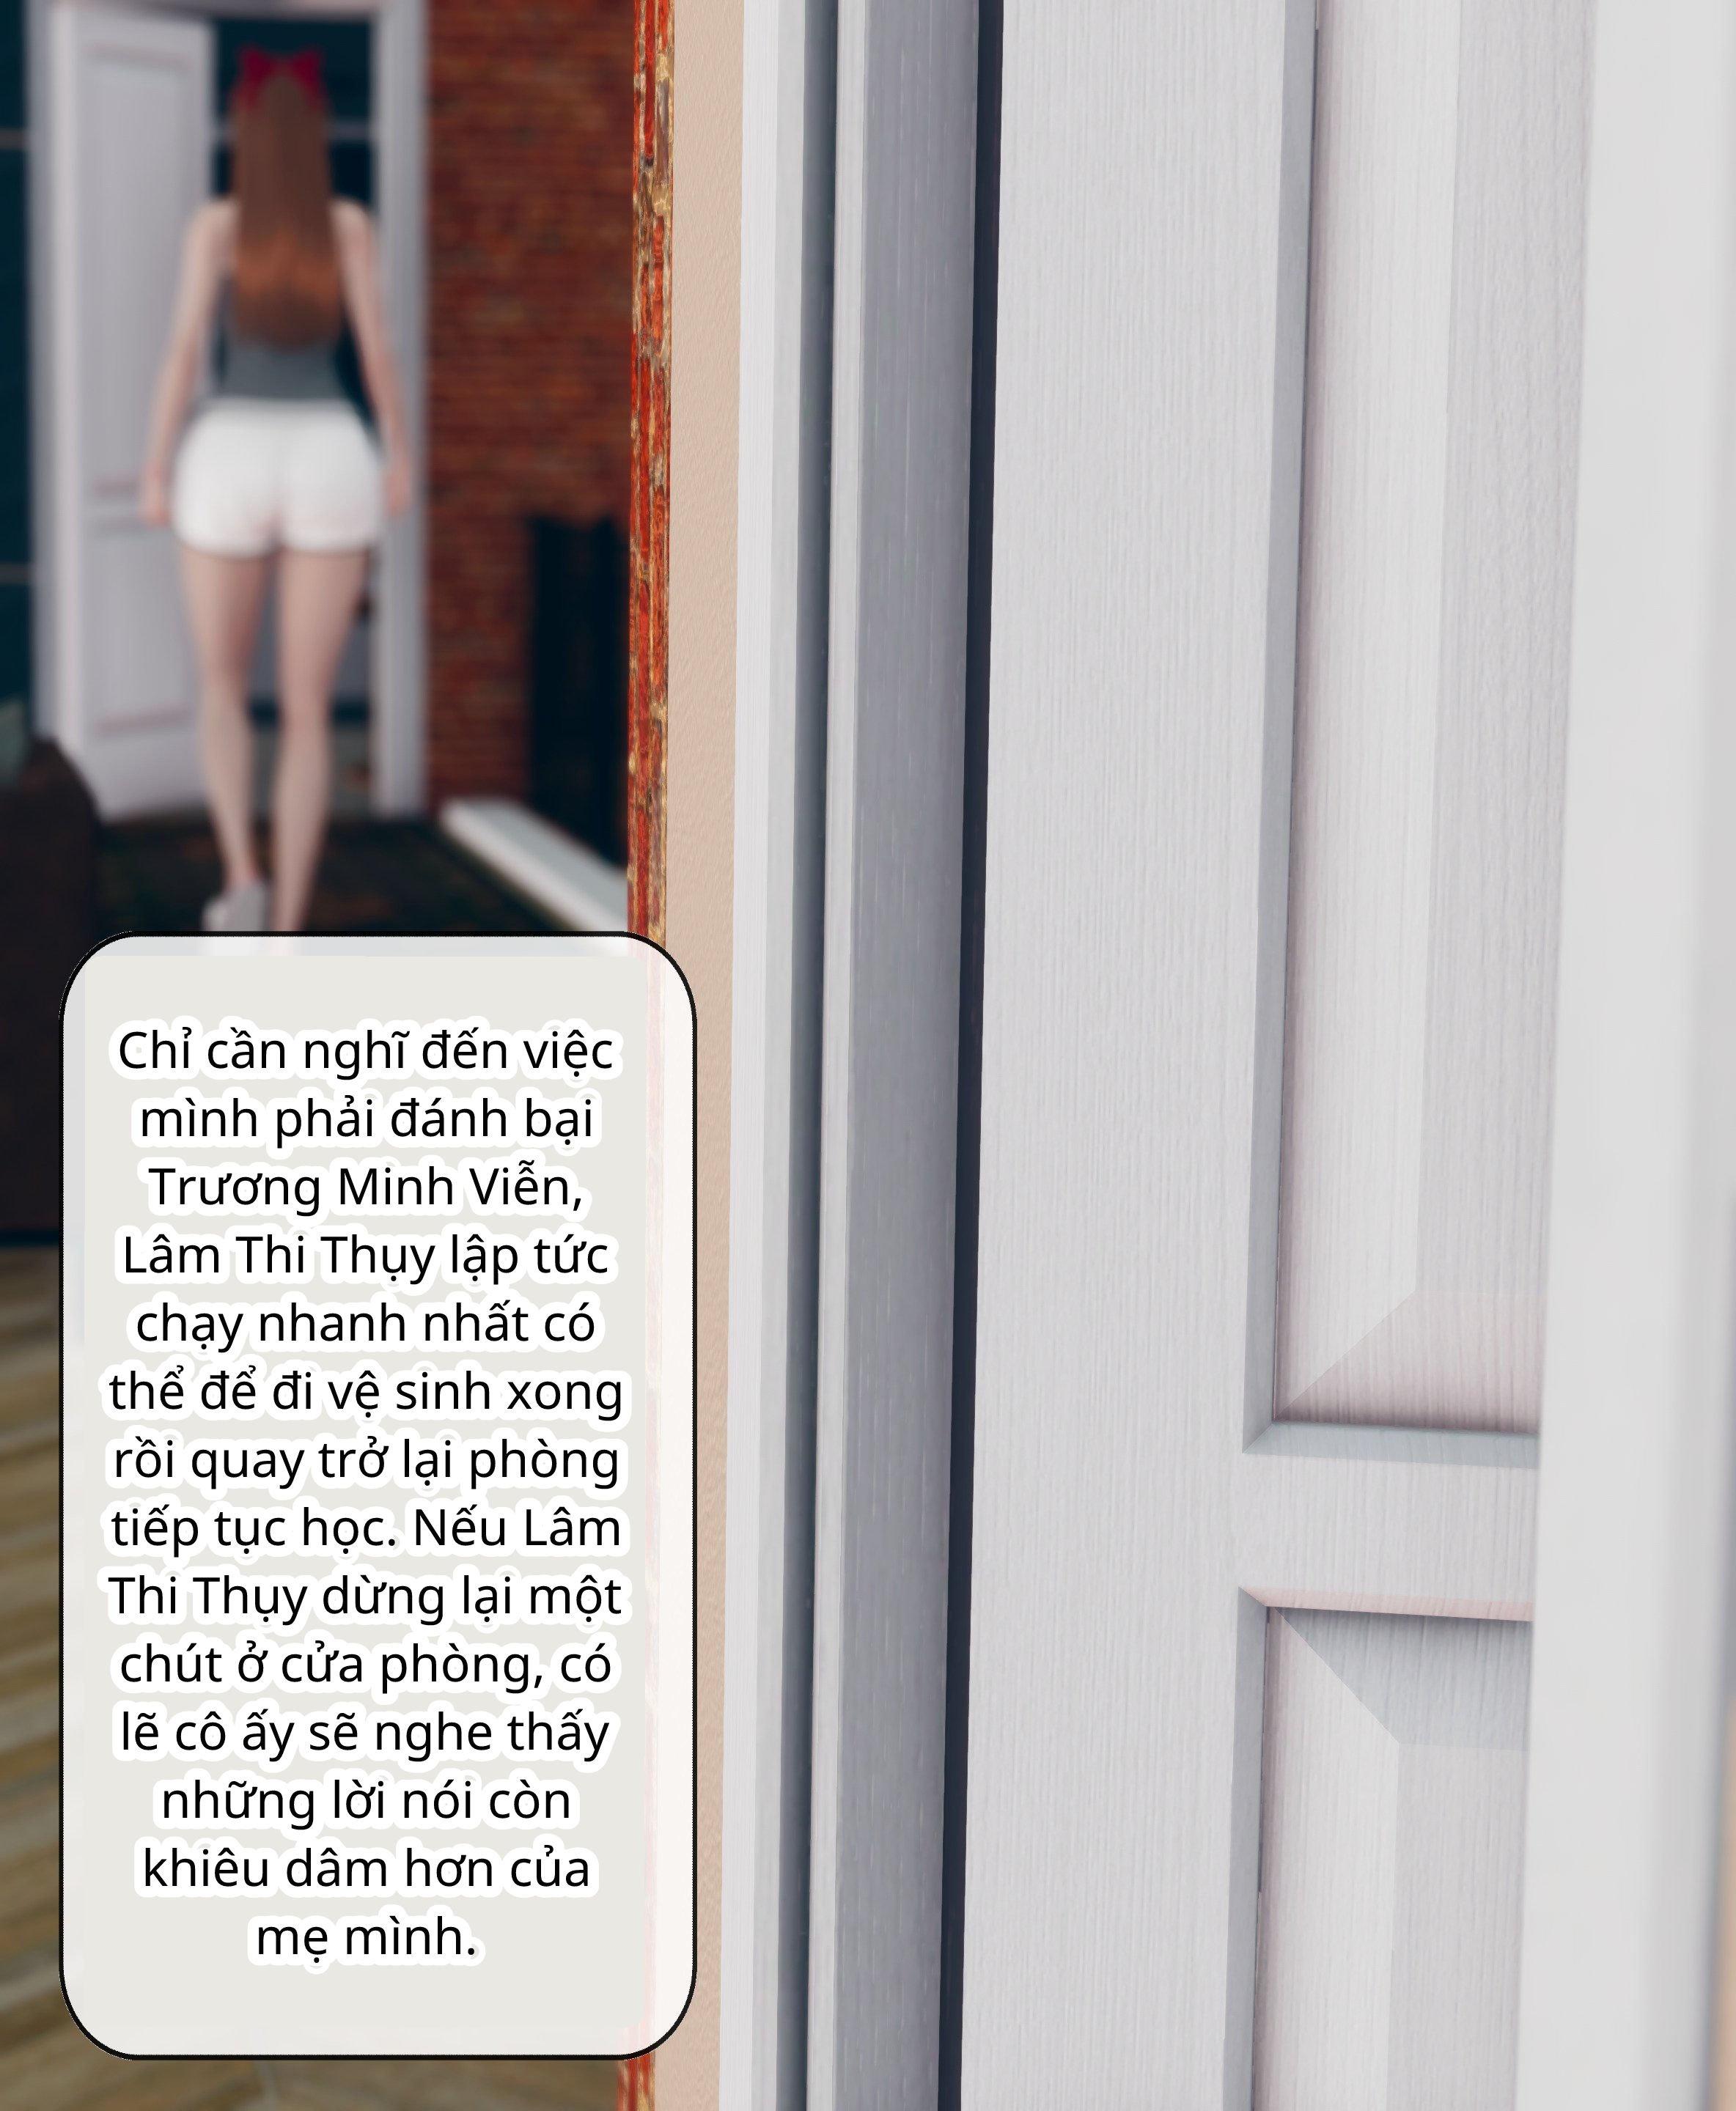 Chỉ cần nghĩ đến việc
mình phải đánh bại
Trương Minh Viễn,
Lâm Thi Thụy lập tức
chạy nhanh nhất có
thể để đi vệ sinh xong
rồi quay trở lại phòng
tiếp tục học. Nếu Lâm
Thi Thụy dừng lại một
chút ở cửa phòng, có
lẽ cô ấy sẽ nghe thấy
những lời nói còn
khiêu dâm hơn của
mẹ mình.